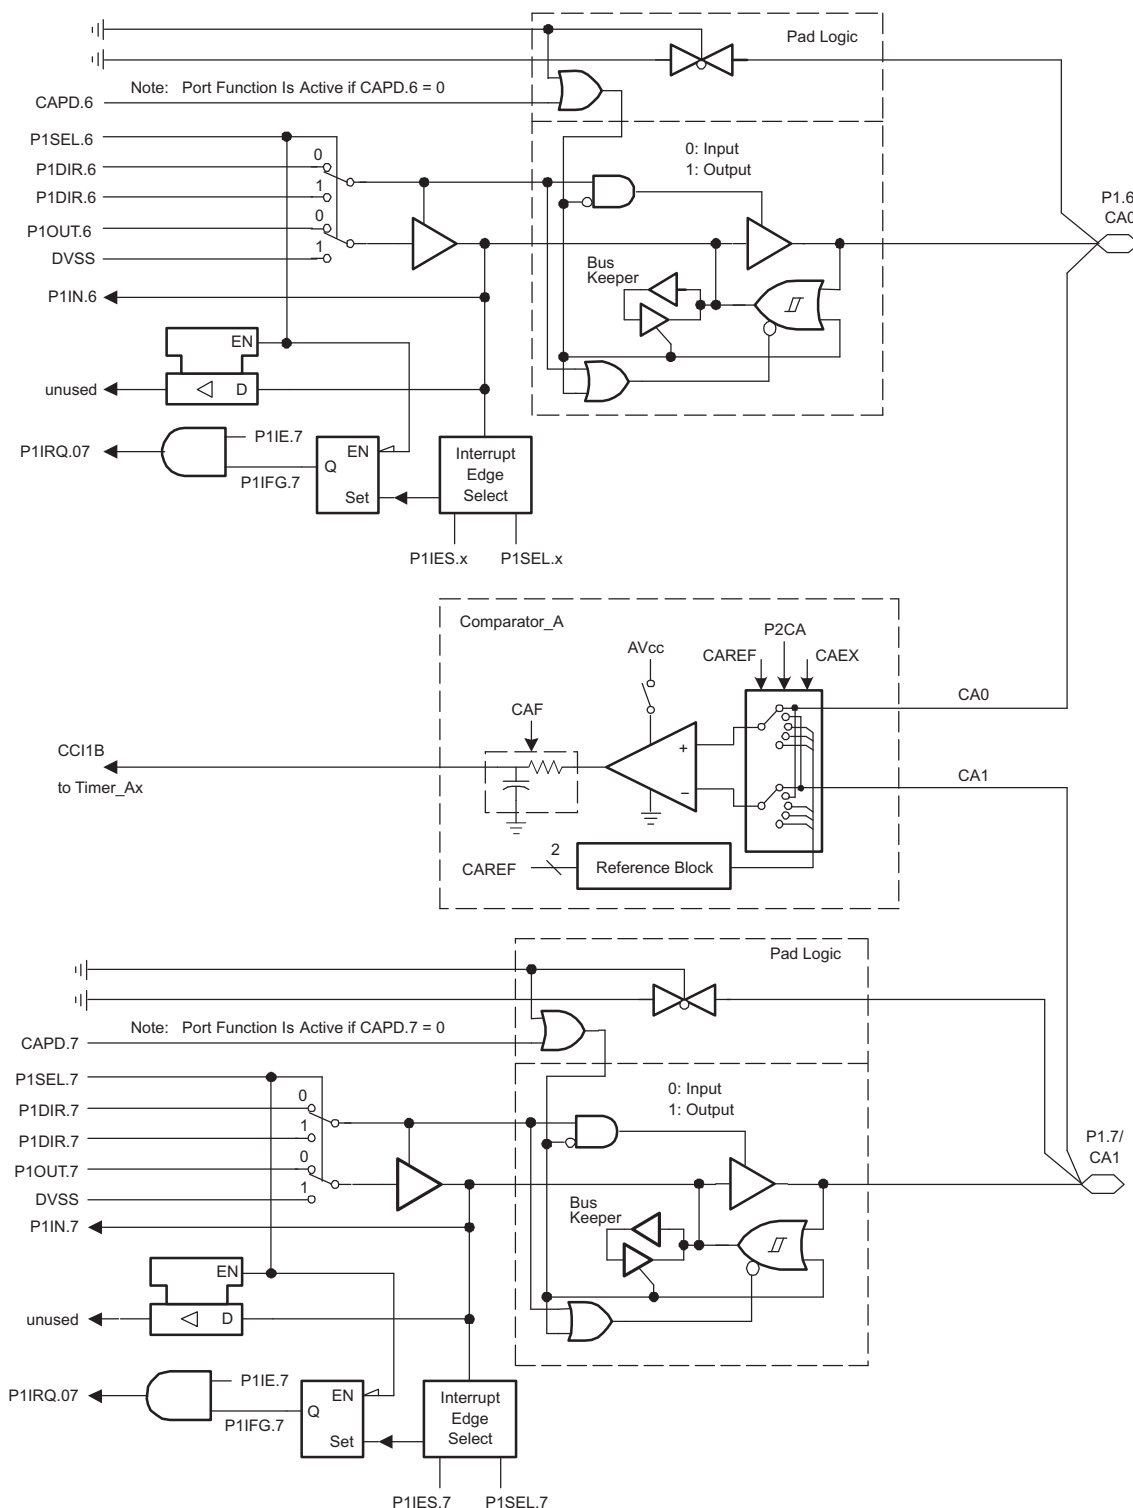 Pad Logic
Note: Port Function Is Active if CAPD.6 = 0
CAPD.6
P1SEL.6
0
P1DIR.6
1
P1DIR.6
0: Input
1: Output
P1.6
CA0
0
P1OUT.6
1
DVSS
Bus
Keeper
P1IN.6
EN
unused
D
P1IE.7
P1IRQ.07
P1IFG.7
EN
Q
Set
Interrupt
Edge
Select
P1IES.x
P1SEL.x
Comparator_A
P2CA
AVcc
CAREF
CAEX
CA0
CAF
+
CCI1B
to Timer_Ax
CA1
−
2
CAREF
Reference Block
Pad Logic
Note: Port Function Is Active if CAPD.7 = 0
CAPD.7
P1SEL.7
0
P1DIR.7
1
P1DIR.7
0: Input
1: Output
P1.7/
CA1
0
P1OUT.7
1
DVSS
Bus
Keeper
P1IN.7
EN
unused
D
P1IE.7
P1IRQ.07
P1IFG.7
EN
Q
Set
Interrupt
Edge
Select
P1IES.7
P1SEL.7